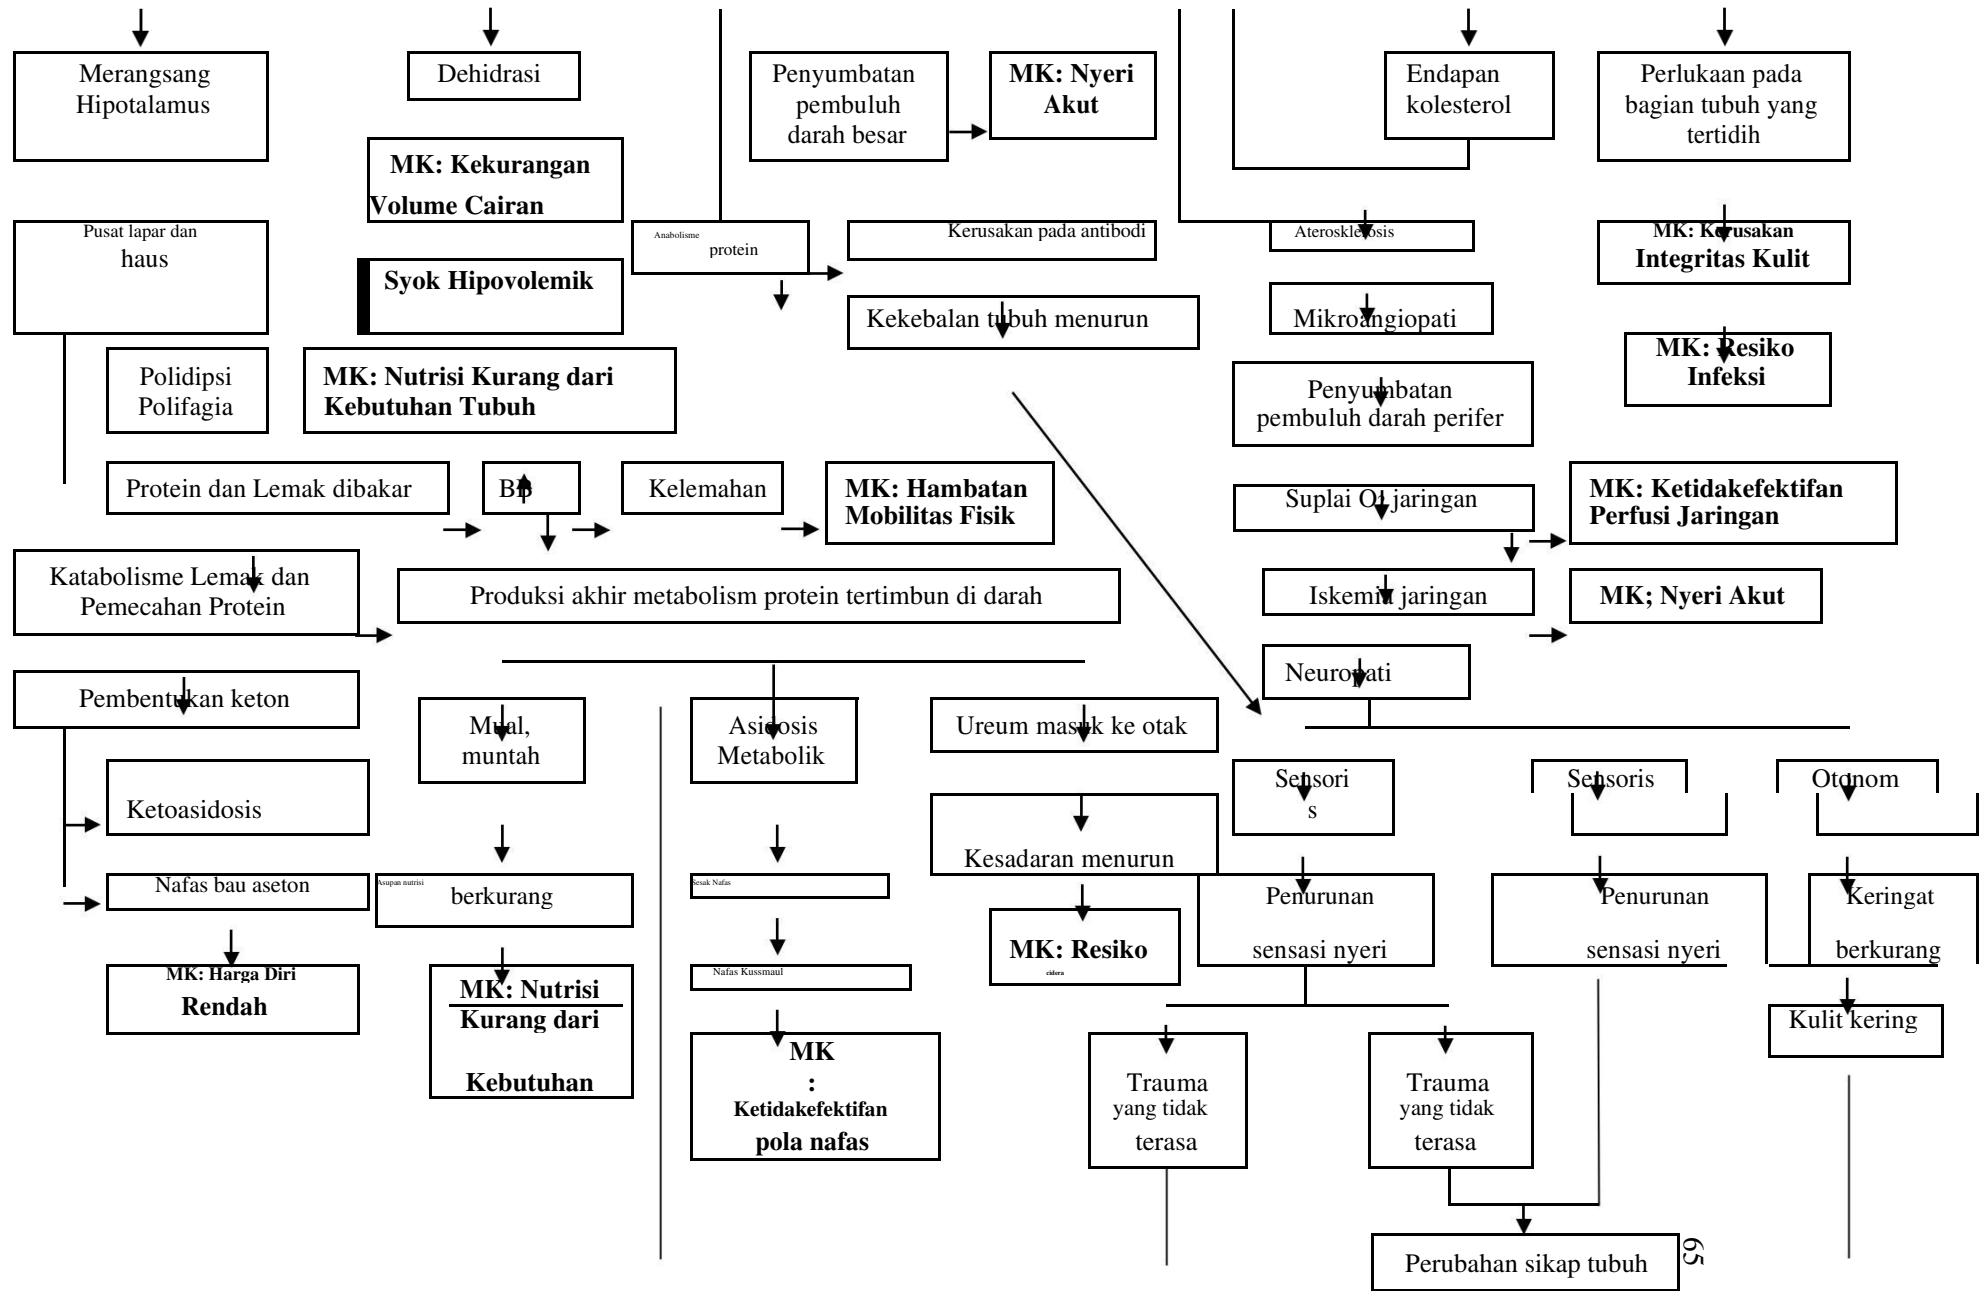 Merangsang
Hipotalamus
Dehidrasi
Penyumbatan
pembuluh
darah besar
MK: Nyeri
Akut
Endapan
kolesterol
Perlukaan pada
bagian tubuh yang
tertidih
MK: Kekurangan
Volume Cairan
Pusat lapar dan
haus
Syok Hipovolemik
Anabolisme
protein
Kerusakan pada antibodi
Kekebalan tubuh menurun
Aterosklerosis
Mikroangiopati
MK: Kerusakan
Integritas Kulit
MK: Resiko
Infeksi
Polidipsi
Polifagia
MK: Nutrisi Kurang dari
Kebutuhan Tubuh
Penyumbatan
pembuluh darah perifer
Protein dan Lemak dibakar
BB
Kelemahan
MK: Hambatan
Mobilitas Fisik
Suplai O2 jaringan
MK: Ketidakefektifan
Perfusi Jaringan
Katabolisme Lemak dan
Pemecahan Protein
Produksi akhir metabolism protein tertimbun di darah
Iskemia jaringan
MK; Nyeri Akut
Neuropati
Pembentukan keton
Mual,
muntah
Asidosis
Metabolik
Ureum masuk ke otak
Sensori
s
Sensoris
Otonom
Ketoasidosis
Kesadaran menurun
Nafas bau aseton
Asupan nutrisi
berkurang
Sesak Nafas
Penurunan
sensasi nyeri
Penurunan
sensasi nyeri
Keringat
berkurang
MK: Harga Diri
Rendah
MK: Nutrisi
Kurang dari
Kebutuhan
Nafas Kussmaul
MK: Resiko
cidera
Kulit kering
MK
:
Ketidakefektifan
pola nafas
Trauma
yang tidak
terasa
Trauma
yang tidak
terasa
Perubahan sikap tubuh
65